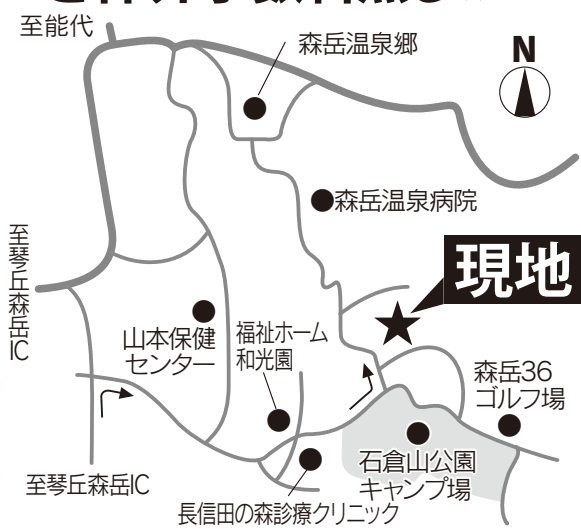 至能代
森岳温泉郷
N
森岳温泉病院
現地
至琴丘森岳IC
山本保健
センター
福祉ホーム
和光園
森岳36
ゴルフ場
石倉山公園
キャンプ場
至琴丘森岳IC
長信田の森診療クリニック